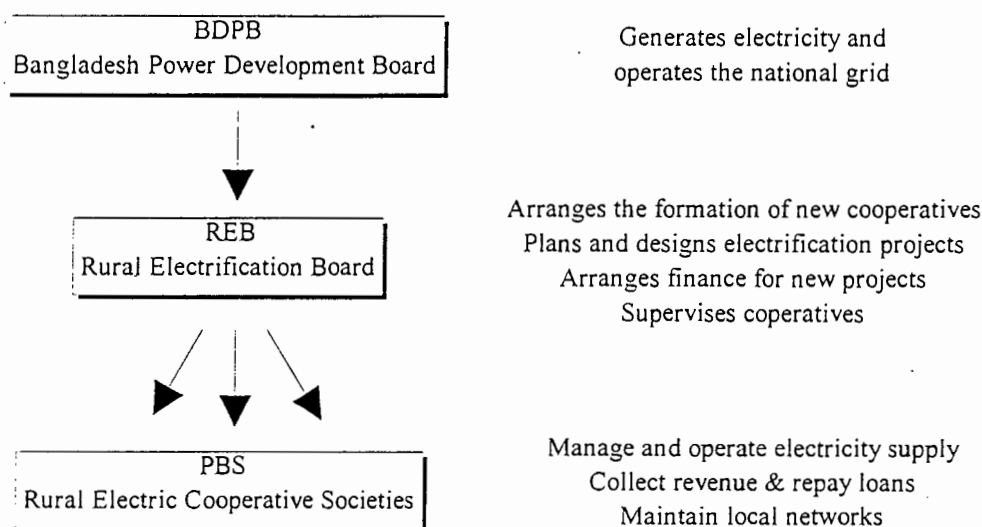 BDPB
Bangladesh Power Development Board
Generates electricity and
operates the national grid
REB
Rural Electrification Board
Arranges the formation of new cooperatives
Plans and designs electrification projects
Arranges finance for new projects
Supervises coperatives
PBS
Rural Electric Cooperative Societies
Manage and operate electricity supply
Collect revenue & repay loans
Maintain local networks